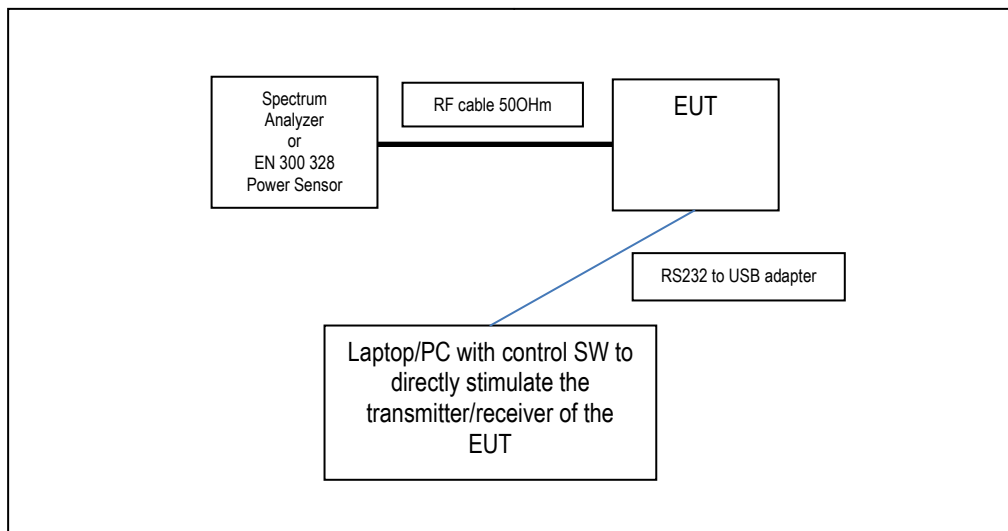 Spectrum
Analyzer
or
EN 300 328
Power Sensor
RF cable 50OHm
EUT
RS232 to USB adapter
Laptop/PC with control SW to
directly stimulate the
transmitter/receiver of the
EUT